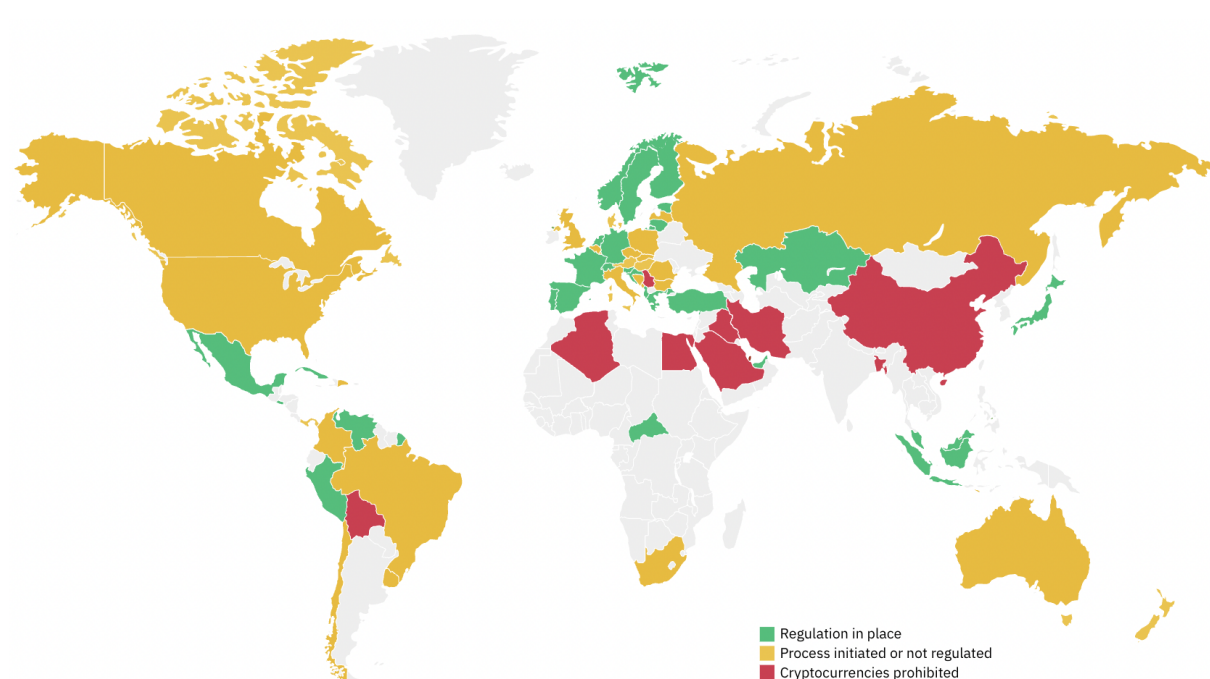 Regulation in place
Process initiated or not regulated
Cryptocurrencies prohibited